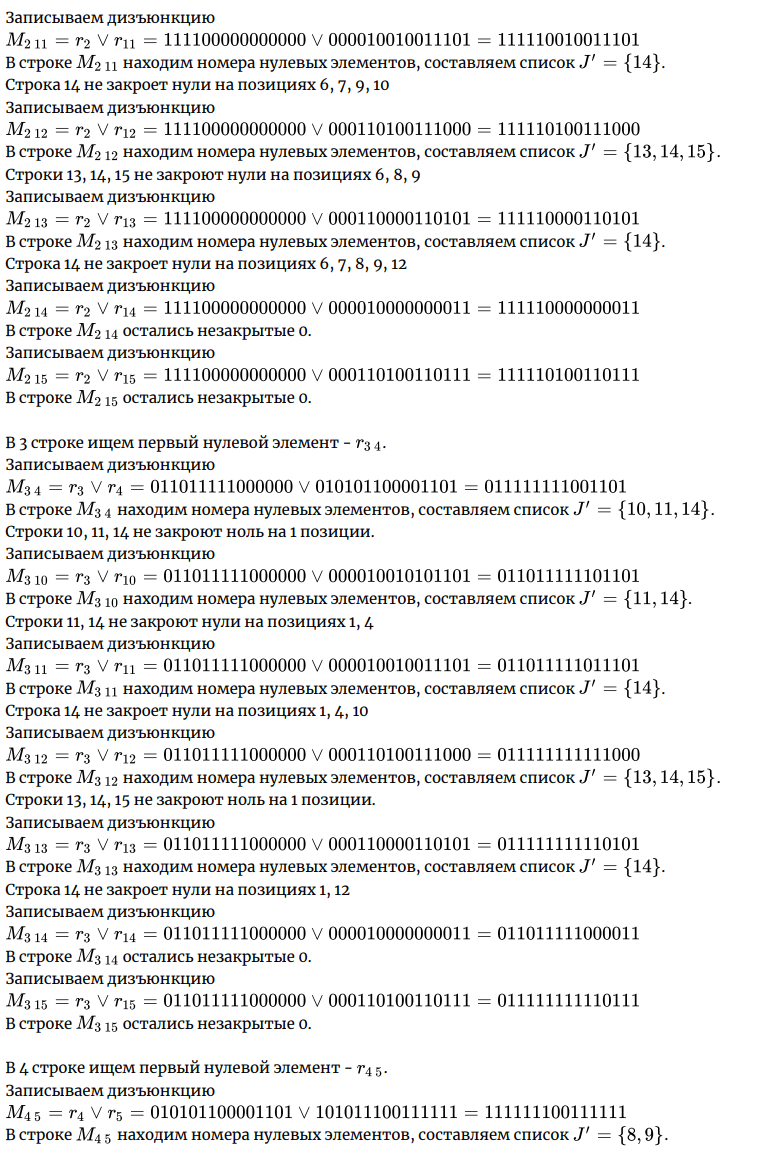 Записываем дизъюнкцию
M₂ ₁₁ = r₂ ∨ r₁₁ = 111100000000000 ∨ 000010010011101 = 111110010011101
В строке M₂ ₁₁ находим номера нулевых элементов, составляем список J′ = {14}.
Строка 14 не закроет нули на позициях 6, 7, 9, 10
Записываем дизъюнкцию
M₂ ₁₂ = r₂ ∨ r₁₂ = 111100000000000 ∨ 000110100111000 = 111110100111000
В строке M₂ ₁₂ находим номера нулевых элементов, составляем список J′ = {13, 14, 15}.
Строки 13, 14, 15 не закроют нули на позициях 6, 8, 9
Записываем дизъюнкцию
M₂ ₁₃ = r₂ ∨ r₁₃ = 111100000000000 ∨ 000110000110101 = 111110000110101
В строке M₂ ₁₃ находим номера нулевых элементов, составляем список J′ = {14}.
Строка 14 не закроет нули на позициях 6, 7, 8, 9, 12
Записываем дизъюнкцию
M₂ ₁₄ = r₂ ∨ r₁₄ = 111100000000000 ∨ 000010000000011 = 111110000000011
В строке M₂ ₁₄ остались незакрытые 0.
Записываем дизъюнкцию
M₂ ₁₅ = r₂ ∨ r₁₅ = 111100000000000 ∨ 000110100110111 = 111110100110111
В строке M₂ ₁₅ остались незакрытые 0.
В 3 строке ищем первый нулевой элемент - r₃ ₄.
Записываем дизъюнкцию
M₃ ₄ = r₃ ∨ r₄ = 011011111000000 ∨ 010101100001101 = 011111111001101
В строке M₃ ₄ находим номера нулевых элементов, составляем список J′ = {10, 11, 14}.
Строки 10, 11, 14 не закроют ноль на 1 позиции.
Записываем дизъюнкцию
M₃ ₁₀ = r₃ ∨ r₁₀ = 011011111000000 ∨ 000010010101101 = 011011111101101
В строке M₃ ₁₀ находим номера нулевых элементов, составляем список J′ = {11, 14}.
Строки 11, 14 не закроют нули на позициях 1, 4
Записываем дизъюнкцию
M₃ ₁₁ = r₃ ∨ r₁₁ = 011011111000000 ∨ 000010010011101 = 011011111011101
В строке M₃ ₁₁ находим номера нулевых элементов, составляем список J′ = {14}.
Строка 14 не закроет нули на позициях 1, 4, 10
Записываем дизъюнкцию
M₃ ₁₂ = r₃ ∨ r₁₂ = 011011111000000 ∨ 000110100111000 = 011111111111000
В строке M₃ ₁₂ находим номера нулевых элементов, составляем список J′ = {13, 14, 15}.
Строки 13, 14, 15 не закроют ноль на 1 позиции.
Записываем дизъюнкцию
M₃ ₁₃ = r₃ ∨ r₁₃ = 011011111000000 ∨ 000110000110101 = 011111111110101
В строке M₃ ₁₃ находим номера нулевых элементов, составляем список J′ = {14}.
Строка 14 не закроет нули на позициях 1, 12
Записываем дизъюнкцию
M₃ ₁₄ = r₃ ∨ r₁₄ = 011011111000000 ∨ 000010000000011 = 011011111000011
В строке M₃ ₁₄ остались незакрытые 0.
Записываем дизъюнкцию
M₃ ₁₅ = r₃ ∨ r₁₅ = 011011111000000 ∨ 000110100110111 = 011111111110111
В строке M₃ ₁₅ остались незакрытые 0.
В 4 строке ищем первый нулевой элемент - r₄ ₅.
Записываем дизъюнкцию
M₄ ₅ = r₄ ∨ r₅ = 010101100001101 ∨ 101011100111111 = 111111100111111
В строке M₄ ₅ находим номера нулевых элементов, составляем список J′ = {8, 9}.